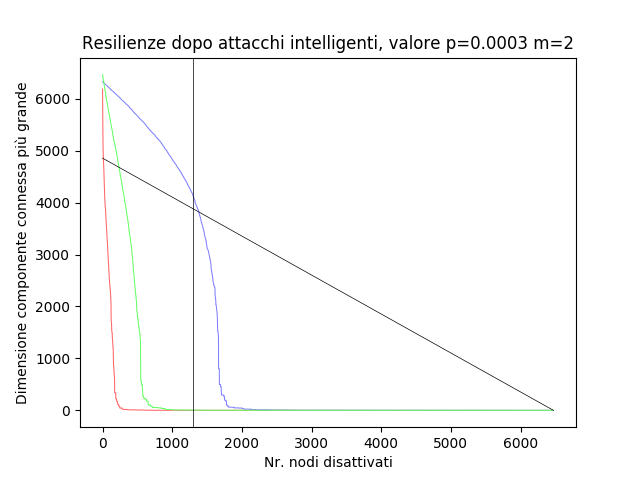 Resilienze dopo attacchi intelligenti, valore p=0.0003 m=2
Dimensione componente connessa più grande
6000
5000
4000
3000
2000
1000
0
0 1000 2000 3000 4000 5000 6000
Nr. nodi disattivati